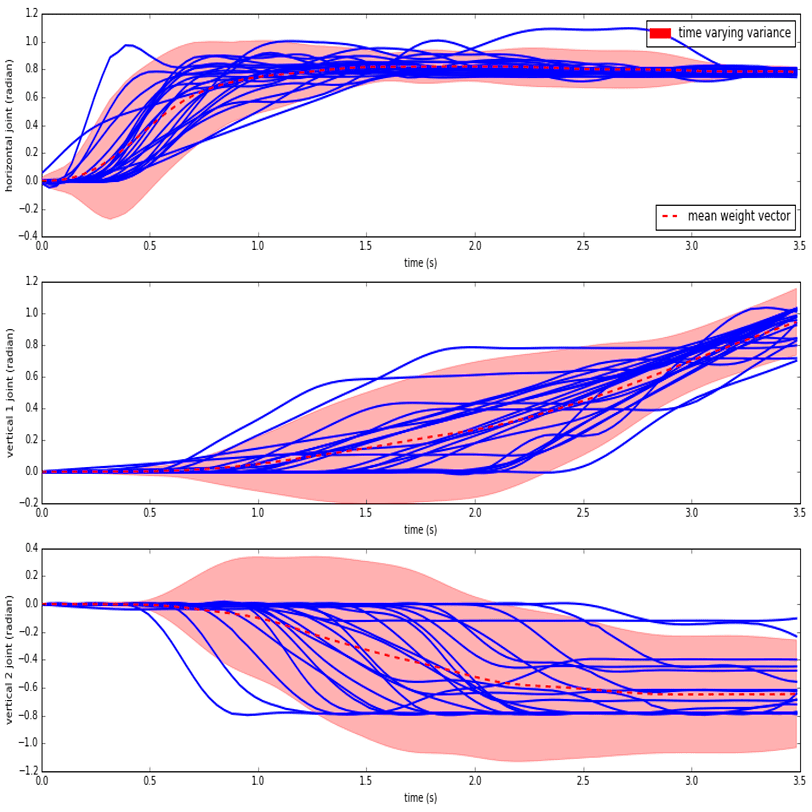 1.2
1.0
0.8
0.6
0.4
0.2
0.0
−0.2
−0.4
horizontal joint (radian)
time varying variance
mean weight vector
0.0 0.5 1.0 1.5 2.0 2.5 3.0 3.5
time (s)
1.2
1.0
0.8
0.6
0.4
0.2
0.0
−0.2
vertical 1 joint (radian)
0.0 0.5 1.0 1.5 2.0 2.5 3.0 3.5
time (s)
0.4
0.2
0.0
−0.2
−0.4
−0.6
−0.8
−1.0
−1.2
vertical 2 joint (radian)
0.0 0.5 1.0 1.5 2.0 2.5 3.0 3.5
time (s)